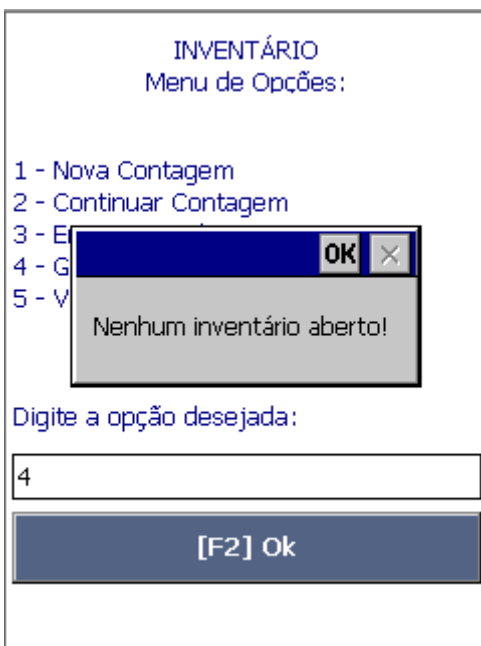 INVENTÁRIO
Menu de Opções:
1 - Nova Contagem
2 - Continuar Contagem
3 - E
4 - G
5 - V
OK
Nenhum inventário aberto!
Digite a opção desejada:
4
[F2] Ok